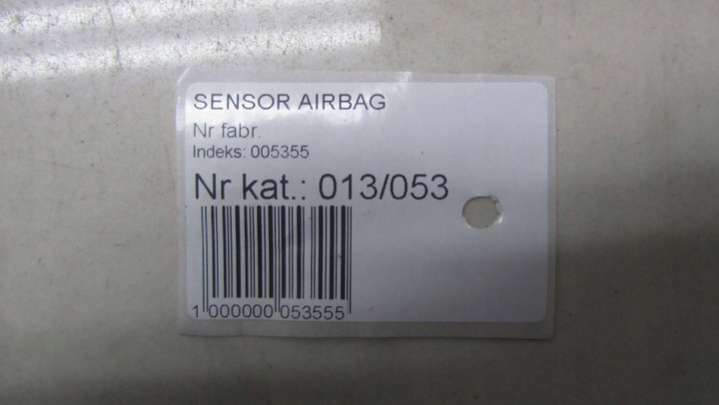 SENSOR AIRBAG
Nr fabr.
Indeks: 005355
Nr kat.: 013/053
1 000000 053555